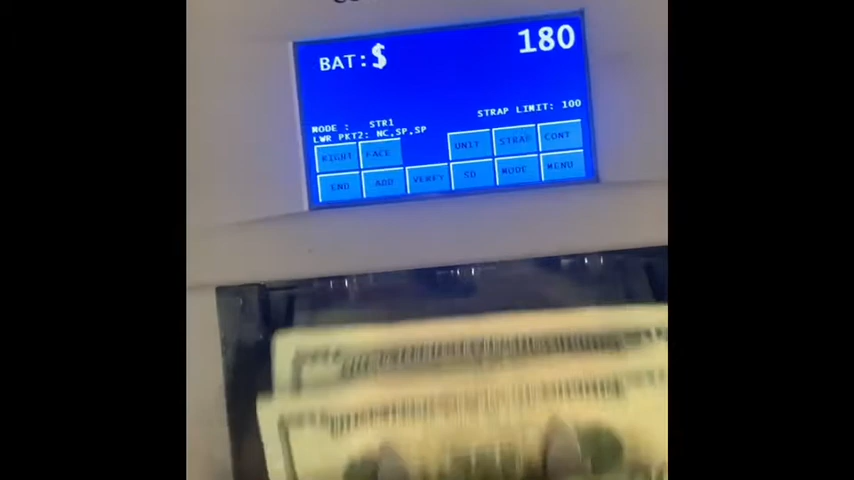 BAT:$ 180
STRAP LIMIT: 100
MODE : STR1
LWR PKT2: NC,SP,SP
RIGHT FACE UNIT STRAP CONT
END ADD VERFY SD MODE MENU